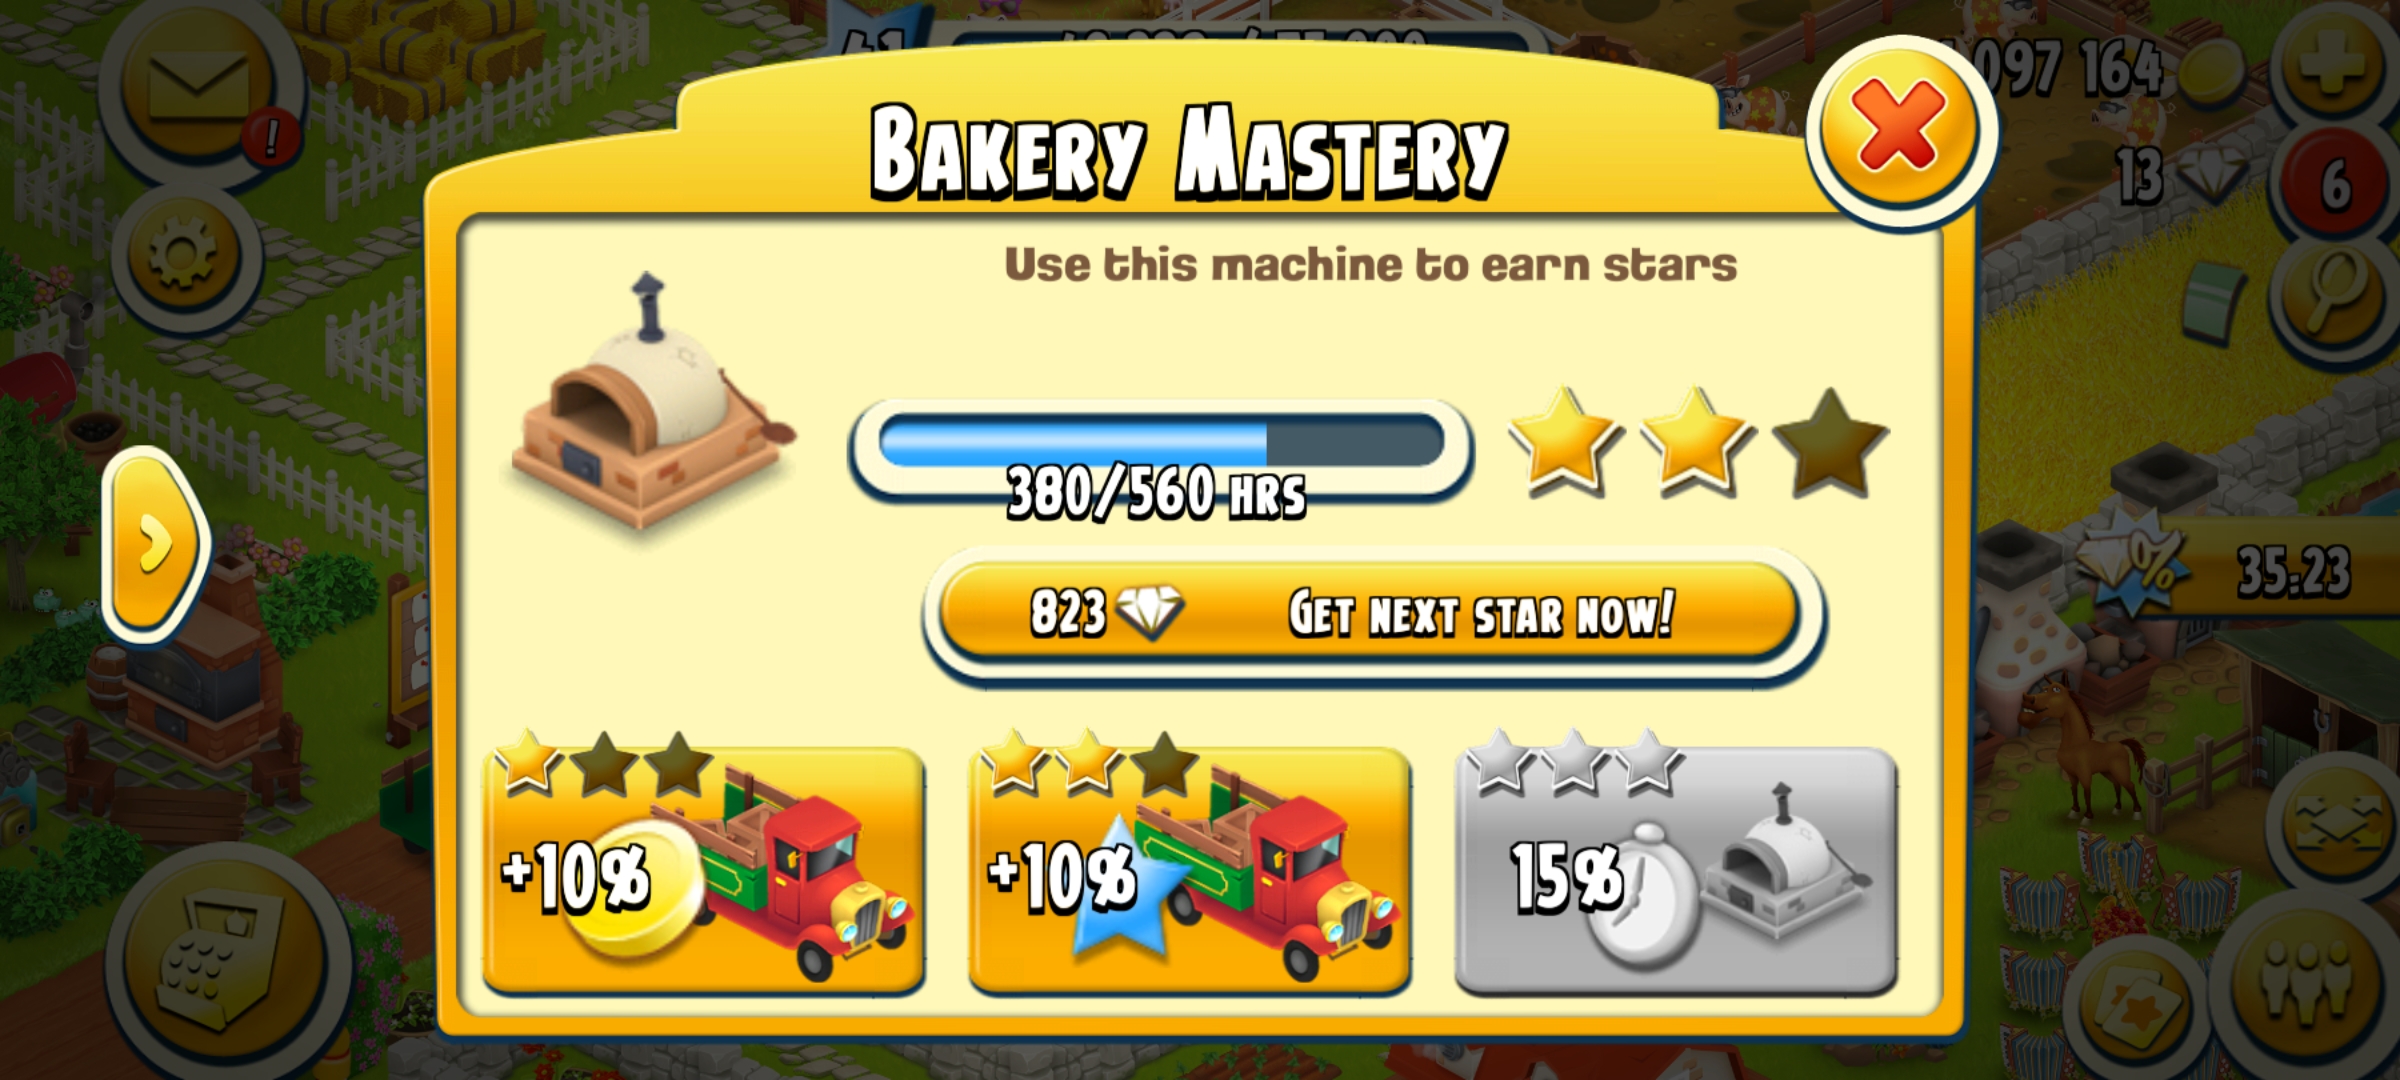 !
097 164
13
6
BAKERY MASTERY
Use this machine to earn stars
380/560 HRS
823 GET NEXT STAR NOW!
35:23
+10%
+10%
15%